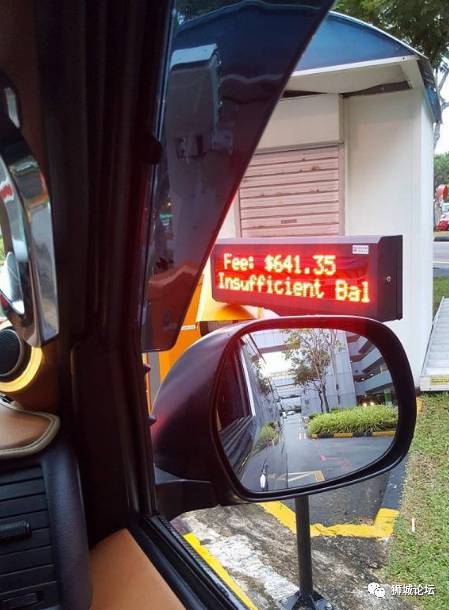 Fee: $641.35
Insufficient Bal
狮城论坛